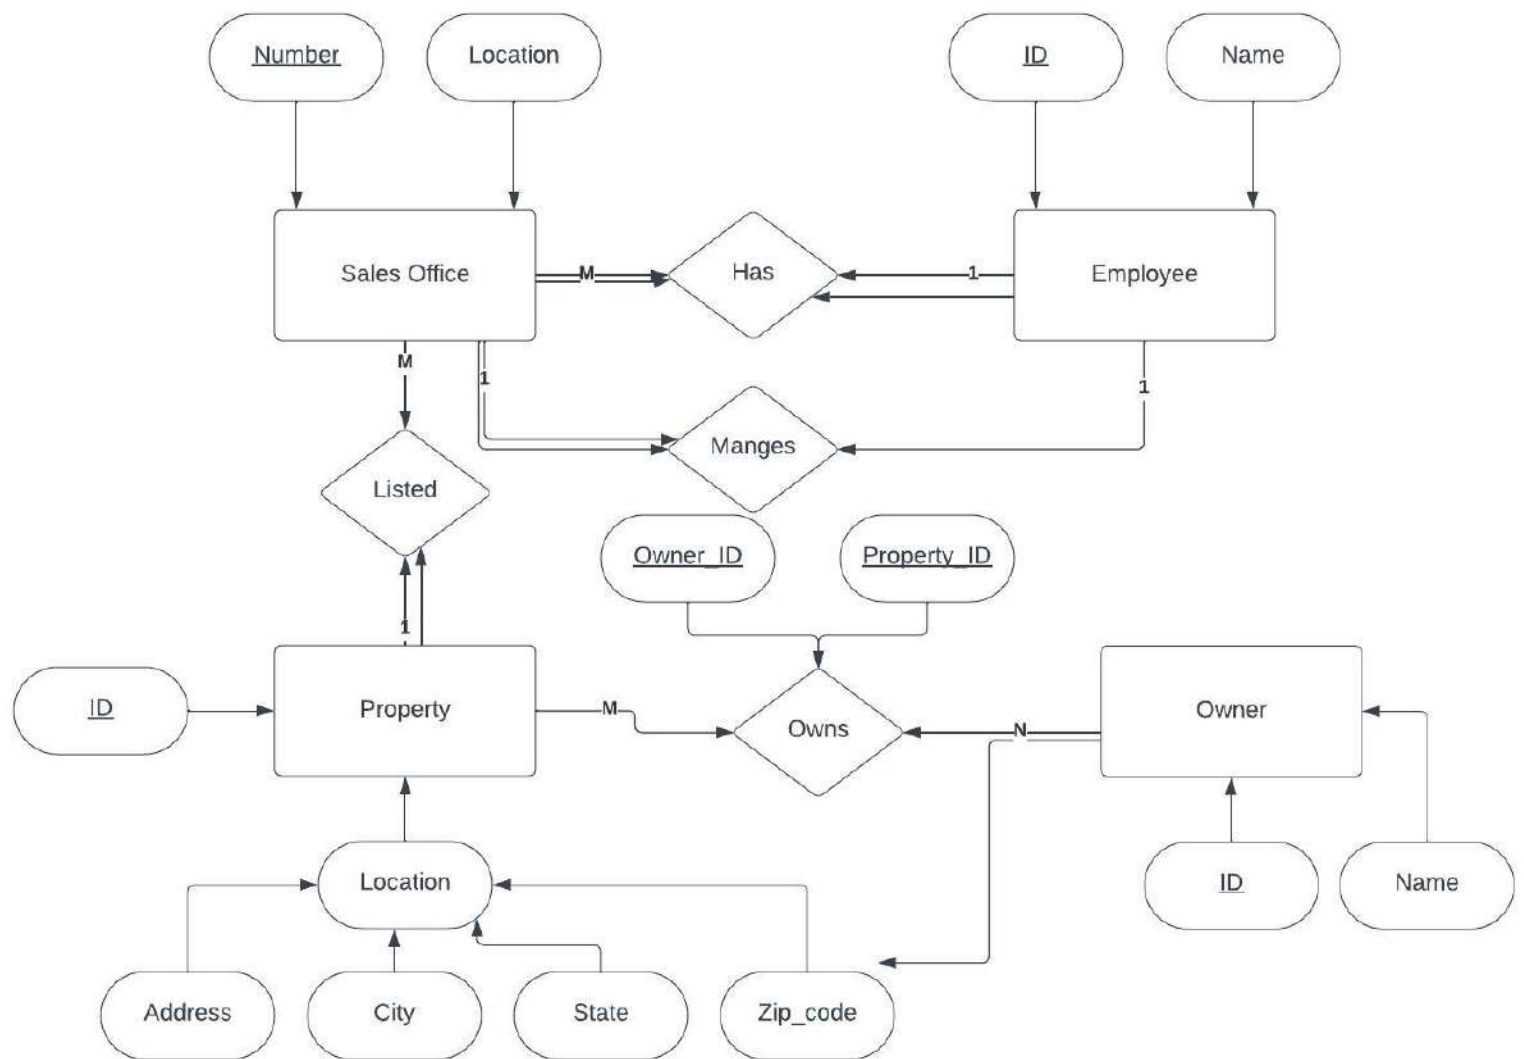 Number
Location
ID
Name
Sales Office
M
Has
1
Employee
M
1
1
Manges
Listed
Owner_ID
Property_ID
1
ID
Property
M
Owns
N
Owner
Location
ID
Name
Address
City
State
Zip_code